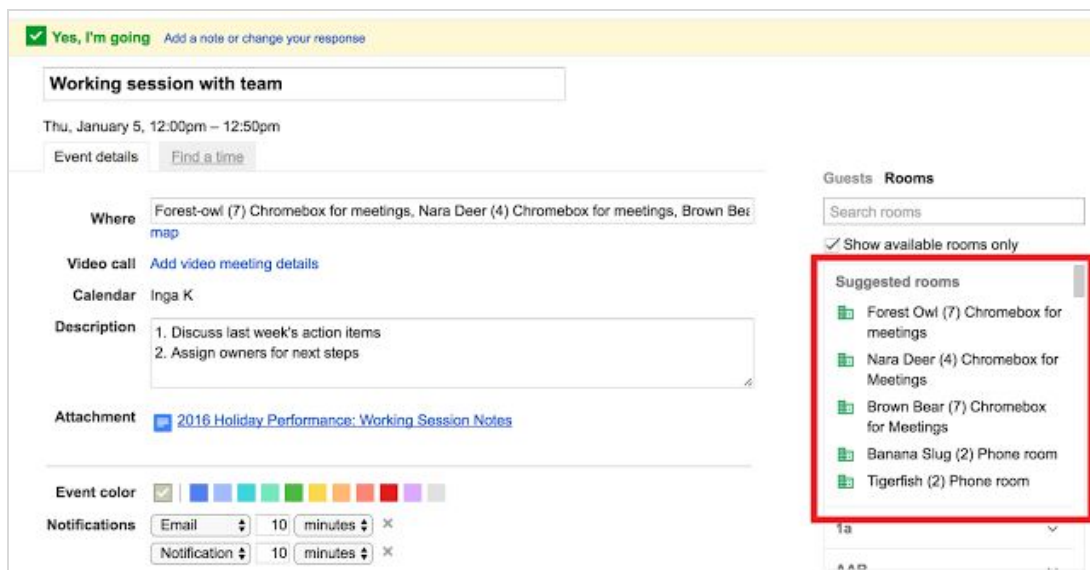 Yes, I'm going Add a note or change your response
Working session with team
Thu, January 5, 12:00pm – 12:50pm
Event details Find a time
Where Forest-owl (7) Chromebox for meetings, Nara Deer (4) Chromebox for meetings, Brown Bea
map
Video call Add video meeting details
Calendar Inga K
Description 1. Discuss last week's action items
2. Assign owners for next steps
Attachment 2016 Holiday Performance: Working Session Notes
Event color
Notifications Email 10 minutes ×
Notification 10 minutes ×
Guests Rooms
Search rooms
Show available rooms only
Suggested rooms
Forest Owl (7) Chromebox for
meetings
Nara Deer (4) Chromebox for
Meetings
Brown Bear (7) Chromebox
for Meetings
Banana Slug (2) Phone room
Tigerfish (2) Phone room
1a